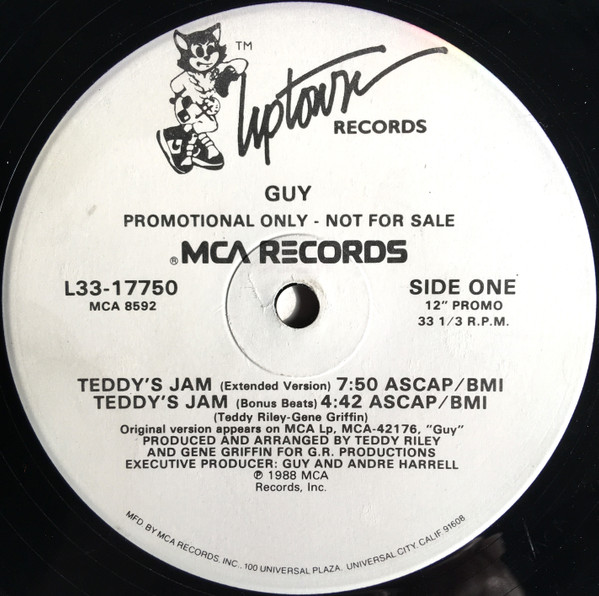 TM
Uptown
RECORDS
GUY
PROMOTIONAL ONLY - NOT FOR SALE
® MCA RECORDS
L33-17750
MCA 8592
SIDE ONE
12" PROMO
33 1/3 R.P.M.
TEDDY'S JAM (Extended Version) 7:50 ASCAP/BMI
TEDDY'S JAM (Bonus Beats) 4:42 ASCAP/BMI
(Teddy Riley-Gene Griffin)
Original version appears on MCA Lp, MCA-42176, "Guy"
PRODUCED AND ARRANGED BY TEDDY RILEY
AND GENE GRIFFIN FOR G.R. PRODUCTIONS
EXECUTIVE PRODUCER: GUY AND ANDRE HARRELL
℗ 1988 MCA
Records, Inc.
MFD. BY MCA RECORDS, INC., 100 UNIVERSAL PLAZA, UNIVERSAL CITY, CALIF 91608